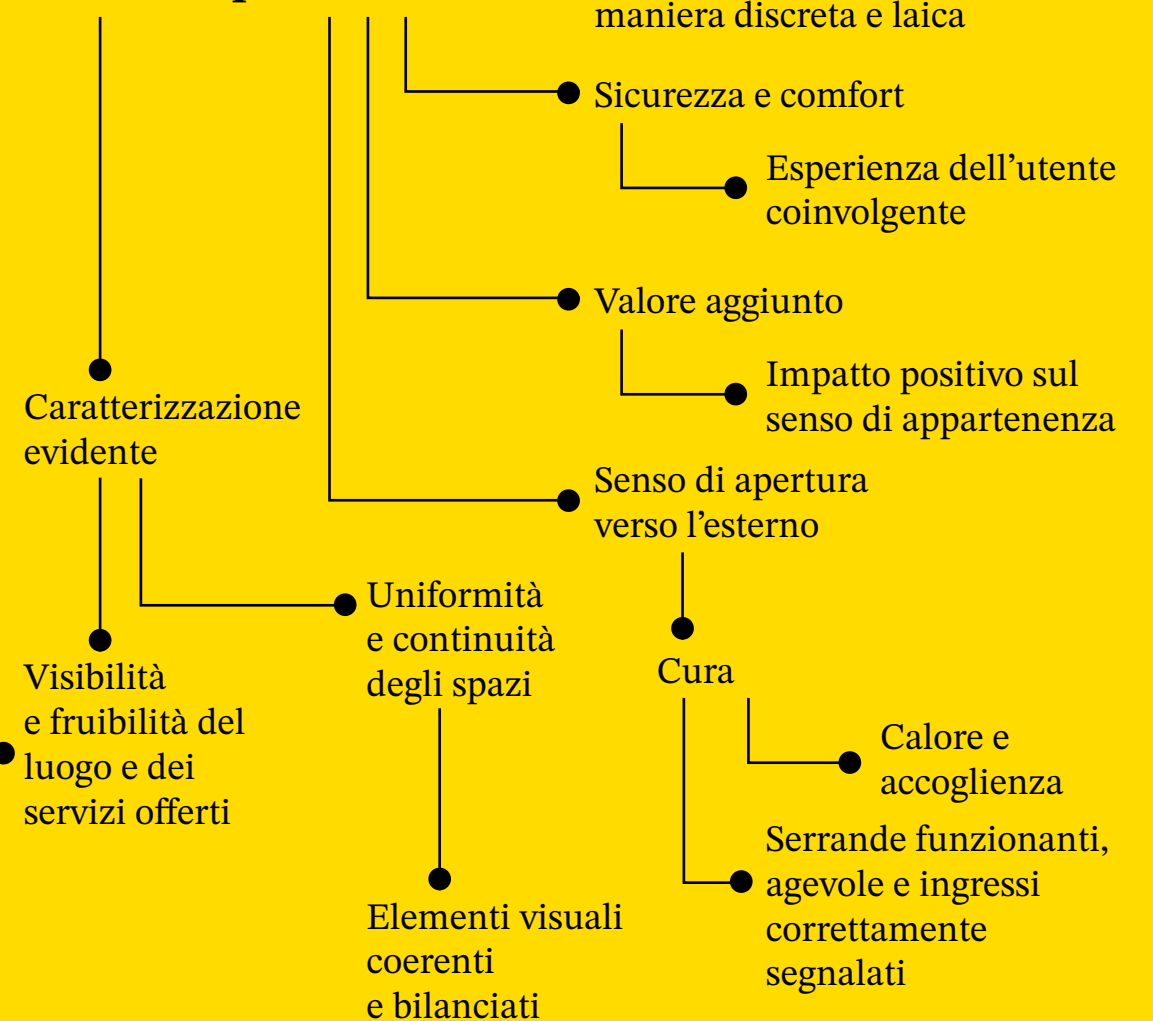 maniera discreta e laica
Sicurezza e comfort
Esperienza dell’utente
coinvolgente
Valore aggiunto
Impatto positivo sul
senso di appartenenza
Caratterizzazione
evidente
Senso di apertura
verso l’esterno
Uniformità
e continuità
degli spazi
Visibilità
e fruibilità del
luogo e dei
servizi offerti
Cura
Calore e
accoglienza
Serrande funzionanti,
agevole e ingressi
correttamente
segnalati
Elementi visuali
coerenti
e bilanciati